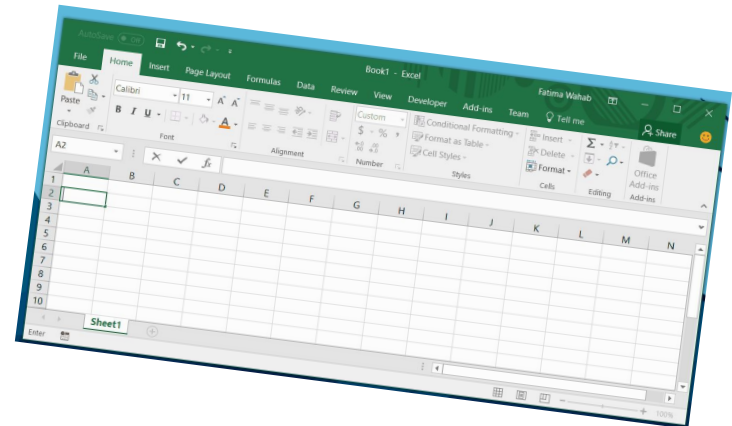 AutoSave Off
Book1 - Excel
Fatima Wahab
File Home Insert Page Layout Formulas Data Review View Developer Add-ins Team Tell me Share
Paste
Clipboard
Calibri 11 A A
B I U A
Font
Alignment
Custom
$ % ,
Number
Conditional Formatting
Format as Table
Cell Styles
Styles
Insert
Delete
Format
Cells
Σ
Editing
Office
Add-ins
Add-ins
A2 fx
A B C D E F G H I J K L M N
1
2
3
4
5
6
7
8
9
10
Sheet1
Enter
100%